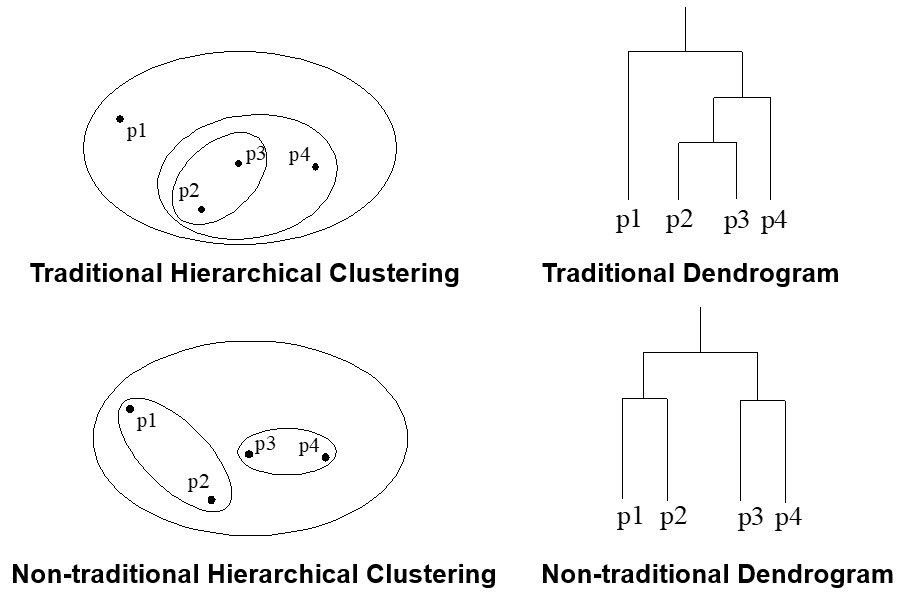 p1
p3
p4
p2
p1 p2 p3 p4
Traditional Hierarchical Clustering
Traditional Dendrogram
p1
p3
p4
p2
p1 p2 p3 p4
Non-traditional Hierarchical Clustering
Non-traditional Dendrogram